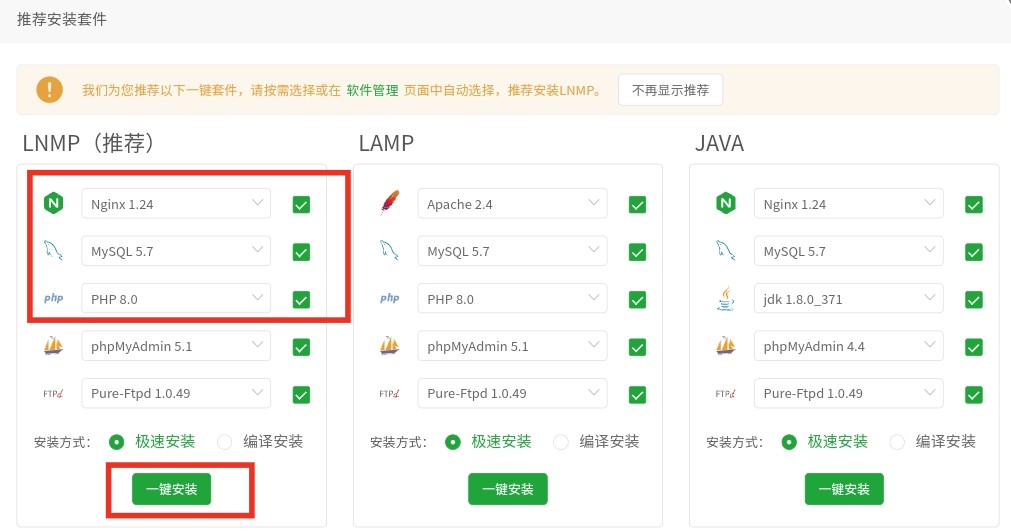 推荐安装套件
我们为您推荐以下一键套件，请按需选择或在 软件管理 页面中自动选择，推荐安装LNMP。 不再显示推荐
LNMP（推荐）
Nginx 1.24
MySQL 5.7
php PHP 8.0
phpMyAdmin 5.1
FTPd Pure-Ftpd 1.0.49
安装方式： 极速安装 编译安装
一键安装
LAMP
Apache 2.4
MySQL 5.7
php PHP 8.0
phpMyAdmin 5.1
FTPd Pure-Ftpd 1.0.49
安装方式： 极速安装 编译安装
一键安装
JAVA
Nginx 1.24
MySQL 5.7
jdk 1.8.0_371
phpMyAdmin 4.4
FTPd Pure-Ftpd 1.0.49
安装方式： 极速安装 编译安装
一键安装